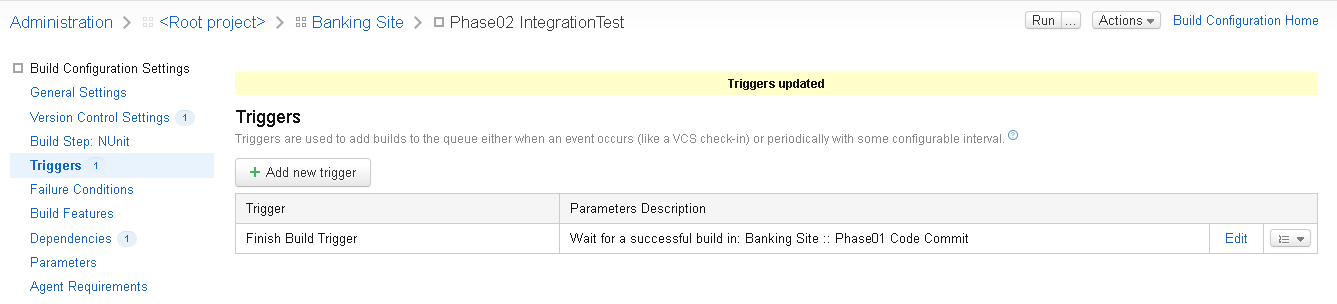 Administration > <Root project> > Banking Site > Phase02 IntegrationTest
Run ... Actions Build Configuration Home
Build Configuration Settings
General Settings
Version Control Settings 1
Build Step: NUnit
Triggers 1
Failure Conditions
Build Features
Dependencies 1
Parameters
Agent Requirements
Triggers updated
Triggers
Triggers are used to add builds to the queue either when an event occurs (like a VCS check-in) or periodically with some configurable interval. ?
+ Add new trigger
Trigger Parameters Description
Finish Build Trigger Wait for a successful build in: Banking Site :: Phase01 Code Commit Edit